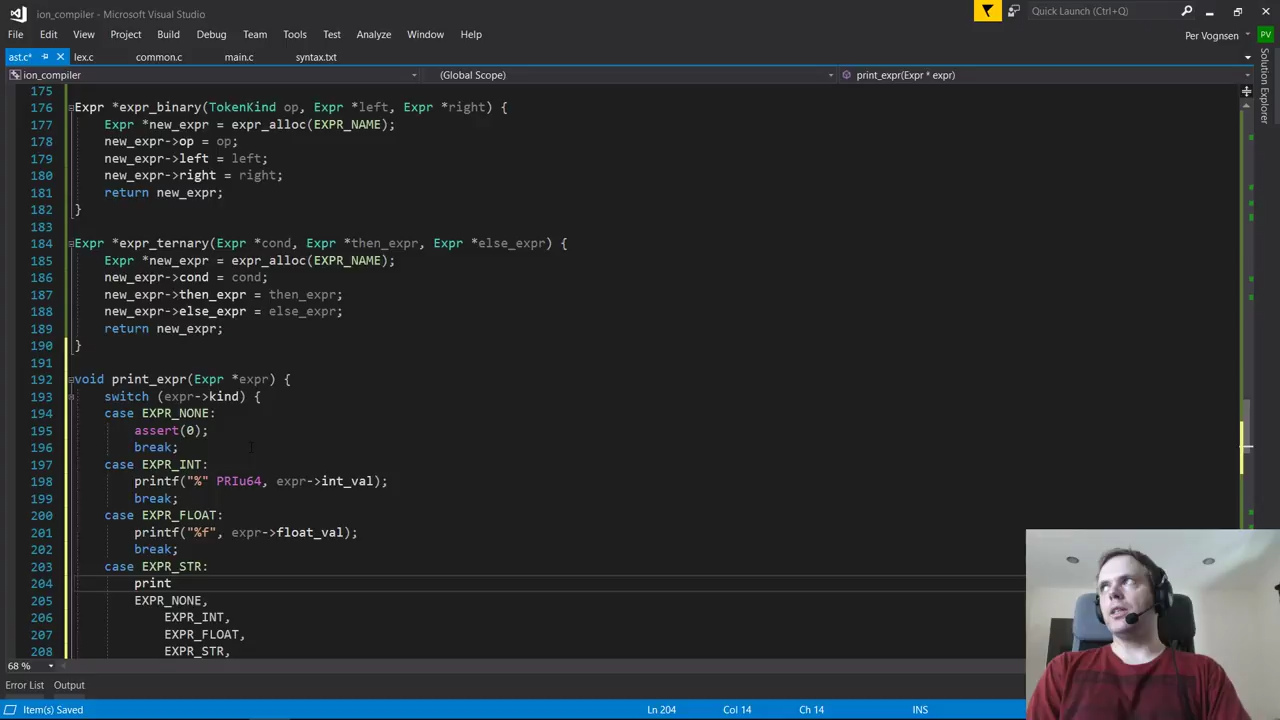 ion_compiler - Microsoft Visual Studio
Quick Launch (Ctrl+Q)
File Edit View Project Build Debug Team Tools Test Analyze Window Help
Per Vognsen PV
ast.c* lex.c common.c main.c syntax.txt
ion_compiler (Global Scope) print_expr(Expr * expr)
Solution Explorer
175
176 Expr *expr_binary(TokenKind op, Expr *left, Expr *right) {
177 Expr *new_expr = expr_alloc(EXPR_NAME);
178 new_expr->op = op;
179 new_expr->left = left;
180 new_expr->right = right;
181 return new_expr;
182 }
183
184 Expr *expr_ternary(Expr *cond, Expr *then_expr, Expr *else_expr) {
185 Expr *new_expr = expr_alloc(EXPR_NAME);
186 new_expr->cond = cond;
187 new_expr->then_expr = then_expr;
188 new_expr->else_expr = else_expr;
189 return new_expr;
190 }
191
192 void print_expr(Expr *expr) {
193 switch (expr->kind) {
194 case EXPR_NONE:
195 assert(0);
196 break;
197 case EXPR_INT:
198 printf("%" PRIu64, expr->int_val);
199 break;
200 case EXPR_FLOAT:
201 printf("%f", expr->float_val);
202 break;
203 case EXPR_STR:
204 print
205 EXPR_NONE,
206 EXPR_INT,
207 EXPR_FLOAT,
208 EXPR_STR,
68 %
Error List Output
Item(s) Saved Ln 204 Col 14 Ch 14 INS